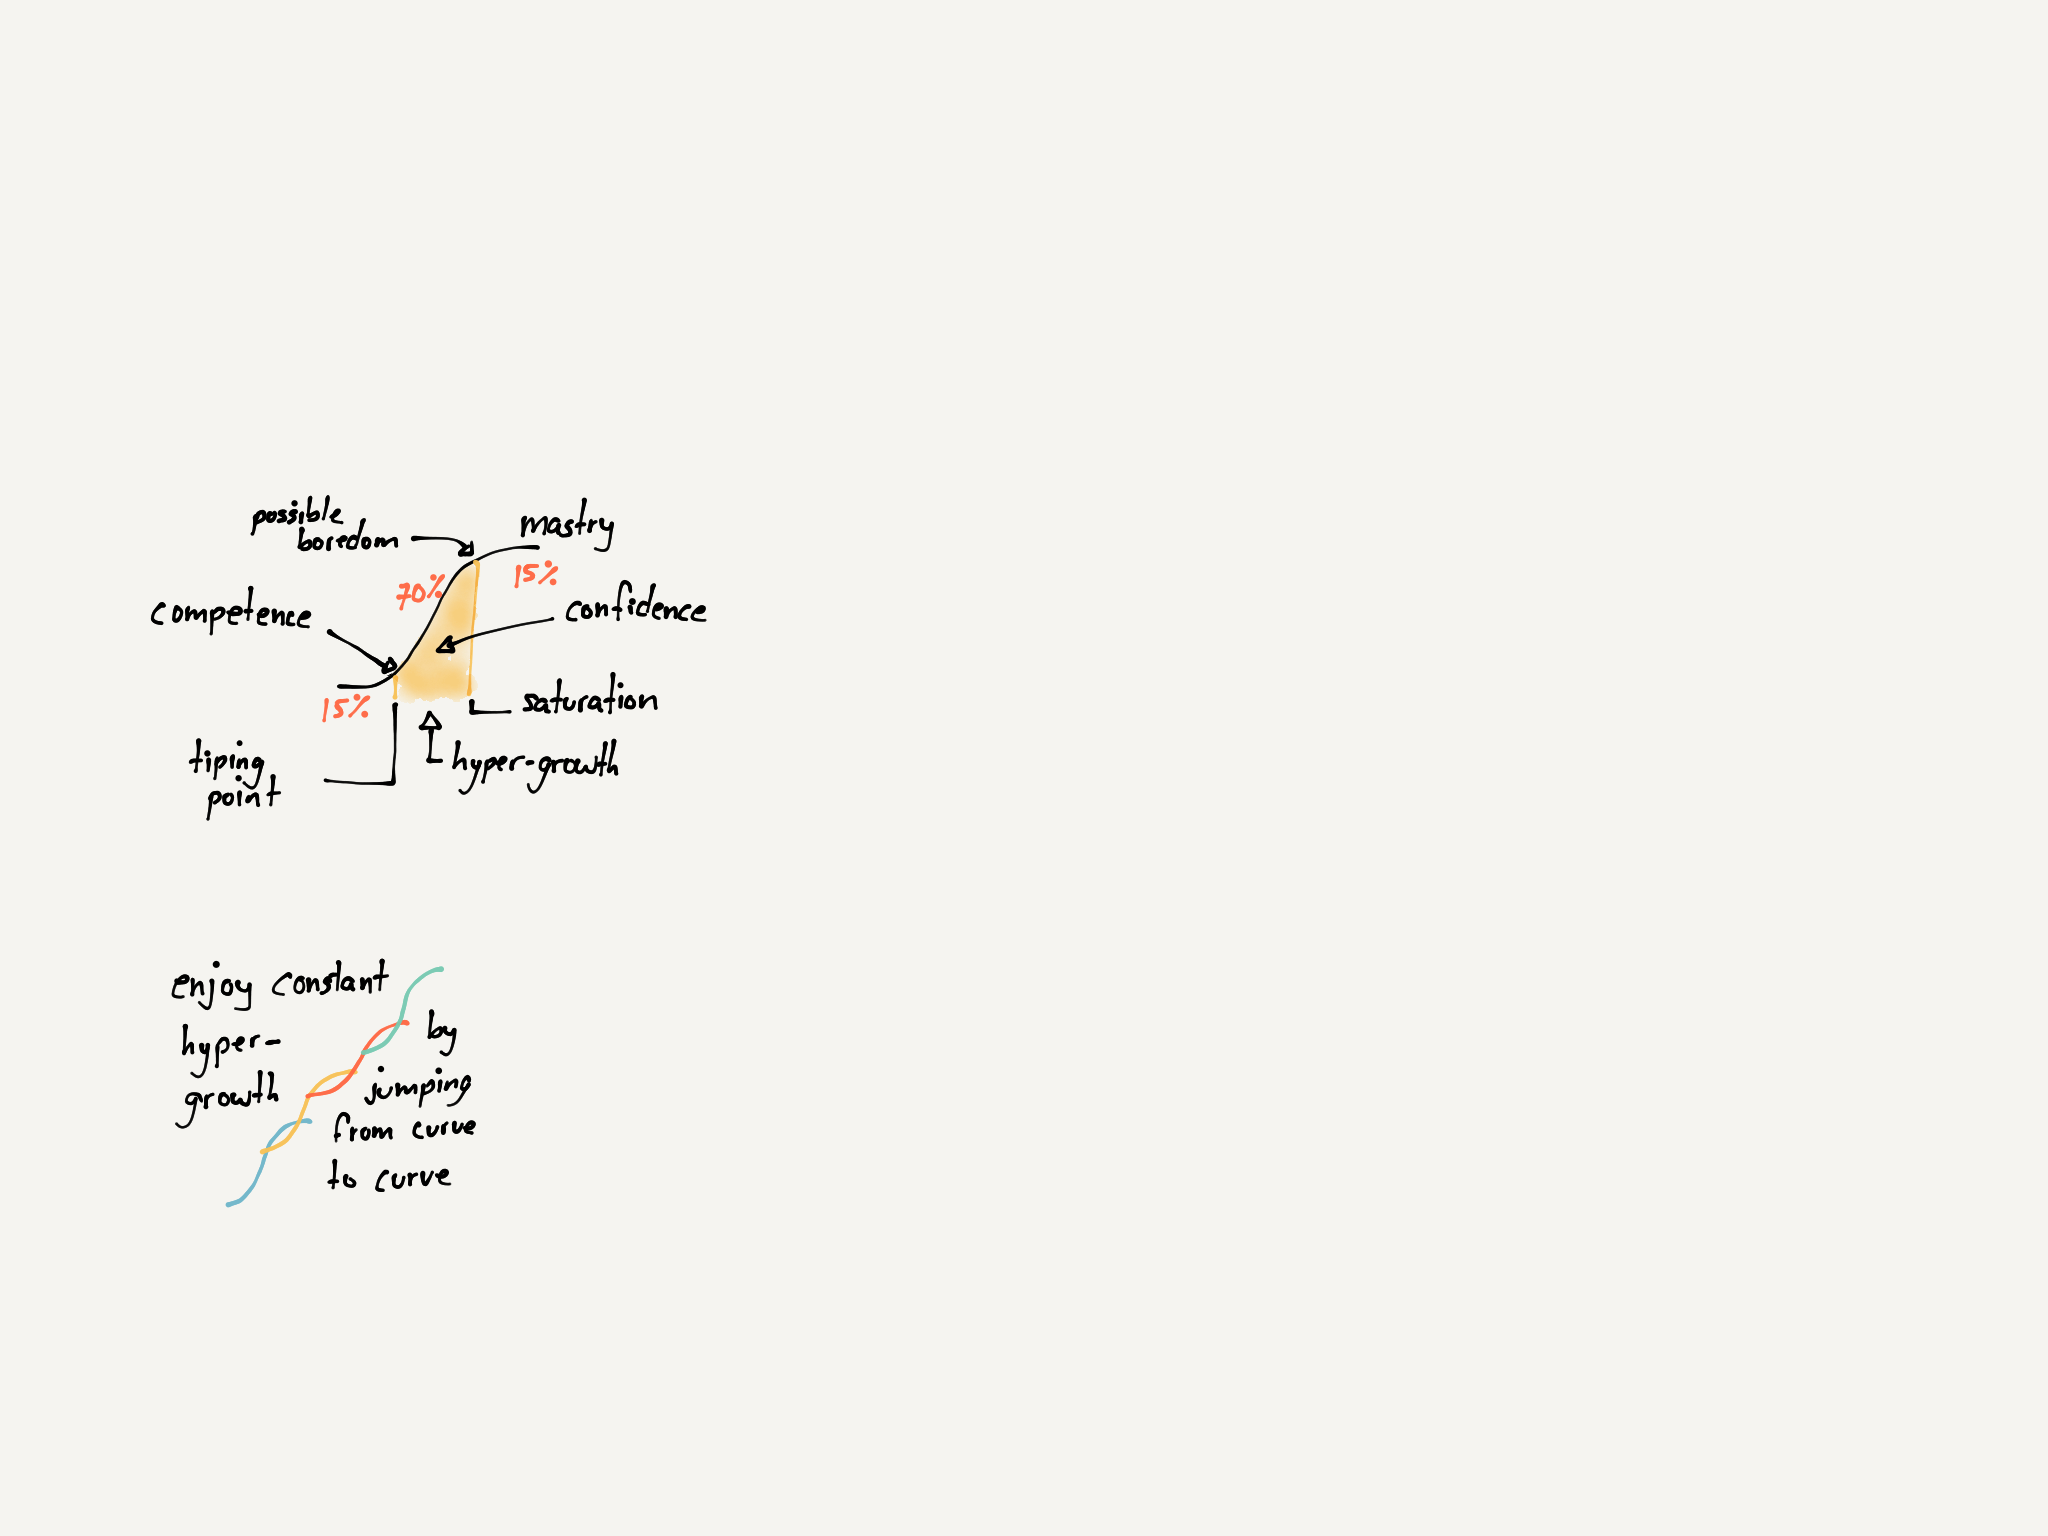 possible
boredom
mastry
70%
15%
competence
confidence
15%
saturation
tiping
point
hyper-growth
enjoy constant
hyper-
growth
by
jumping
from curve
to curve